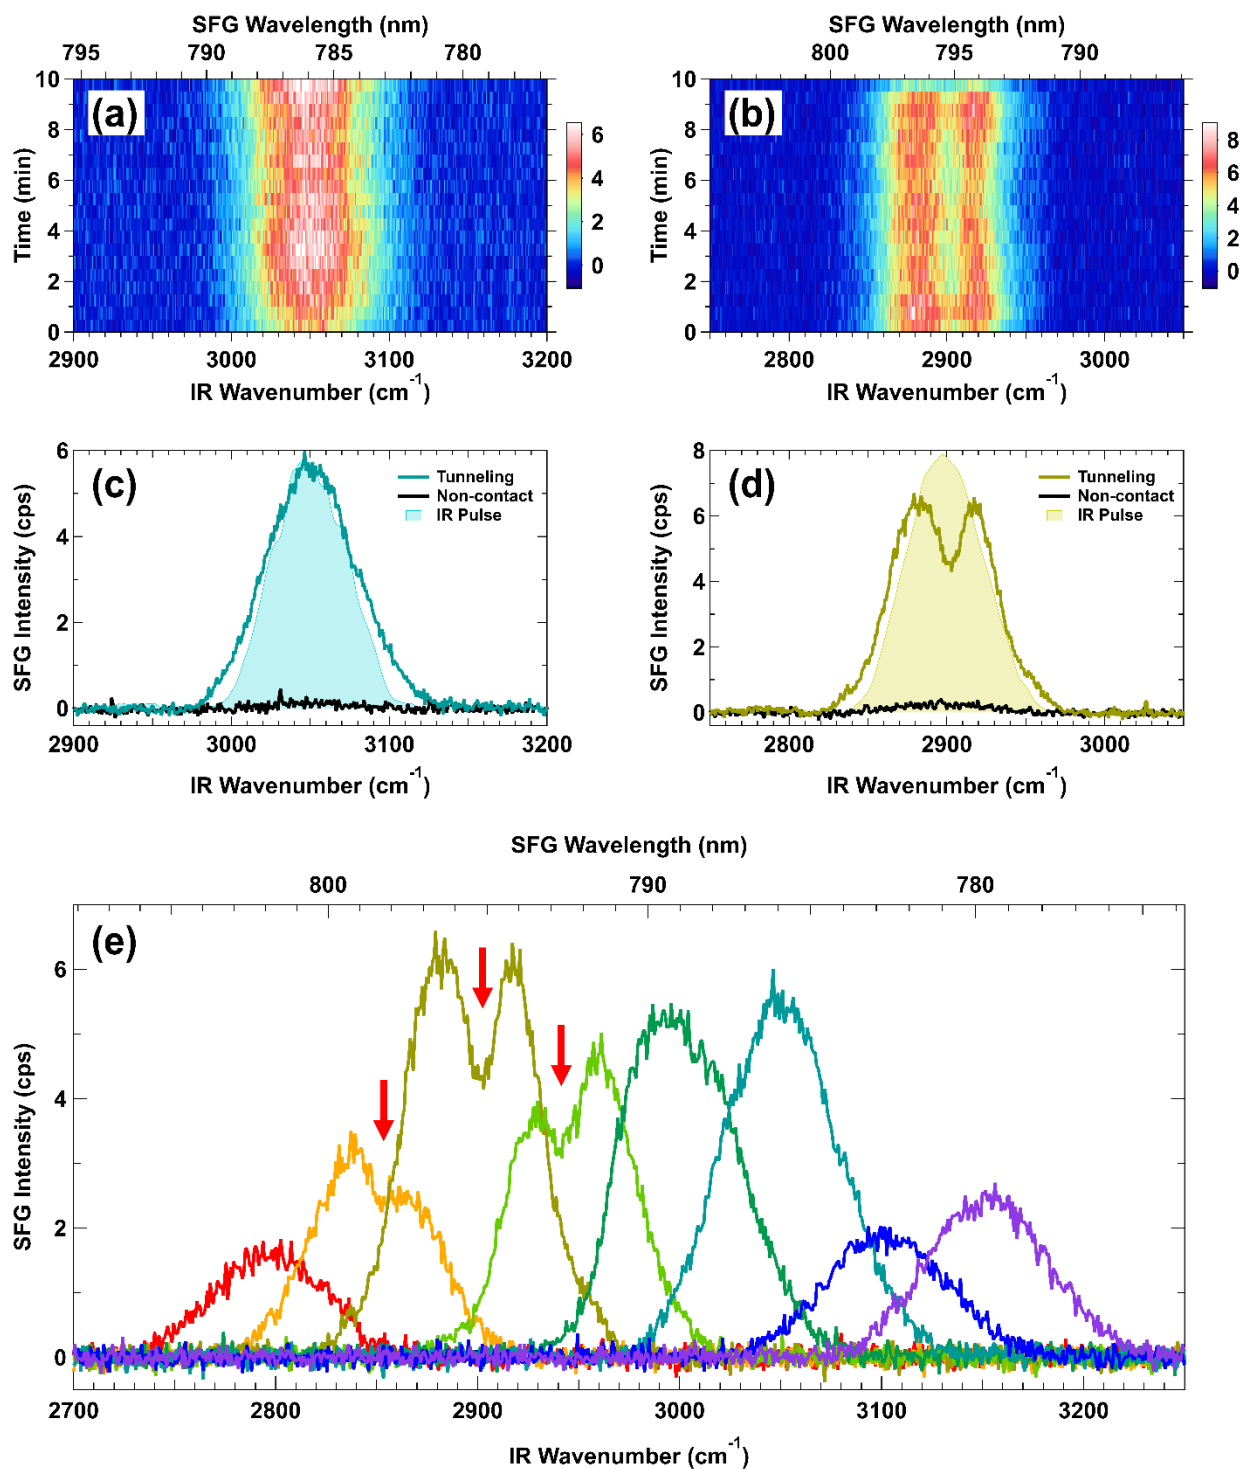 SFG Wavelength (nm)
795 790 785 780
(a)
10
8
6
4
2
0
Time (min)
2900 3000 3100 3200
IR Wavenumber (cm-1)
6
4
2
0
SFG Wavelength (nm)
800 795 790
(b)
10
8
6
4
2
0
Time (min)
2800 2900 3000
IR Wavenumber (cm-1)
8
6
4
2
0
(c)
Tunneling
Non-contact
IR Pulse
6
4
2
0
SFG Intensity (cps)
2900 3000 3100 3200
IR Wavenumber (cm-1)
(d)
Tunneling
Non-contact
IR Pulse
8
6
4
2
0
SFG Intensity (cps)
2800 2900 3000
IR Wavenumber (cm-1)
SFG Wavelength (nm)
800 790 780
(e)
6
4
2
0
SFG Intensity (cps)
2700 2800 2900 3000 3100 3200
IR Wavenumber (cm-1)